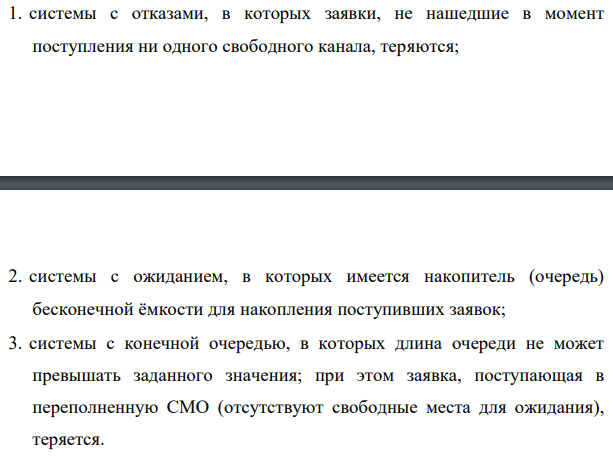 1. системы с отказами, в которых заявки, не нашедшие в момент
поступления ни одного свободного канала, теряются;
2. системы с ожиданием, в которых имеется накопитель (очередь)
бесконечной ёмкости для накопления поступивших заявок;
3. системы с конечной очередью, в которых длина очереди не может
превышать заданного значения; при этом заявка, поступающая в
переполненную СМО (отсутствуют свободные места для ожидания),
теряется.